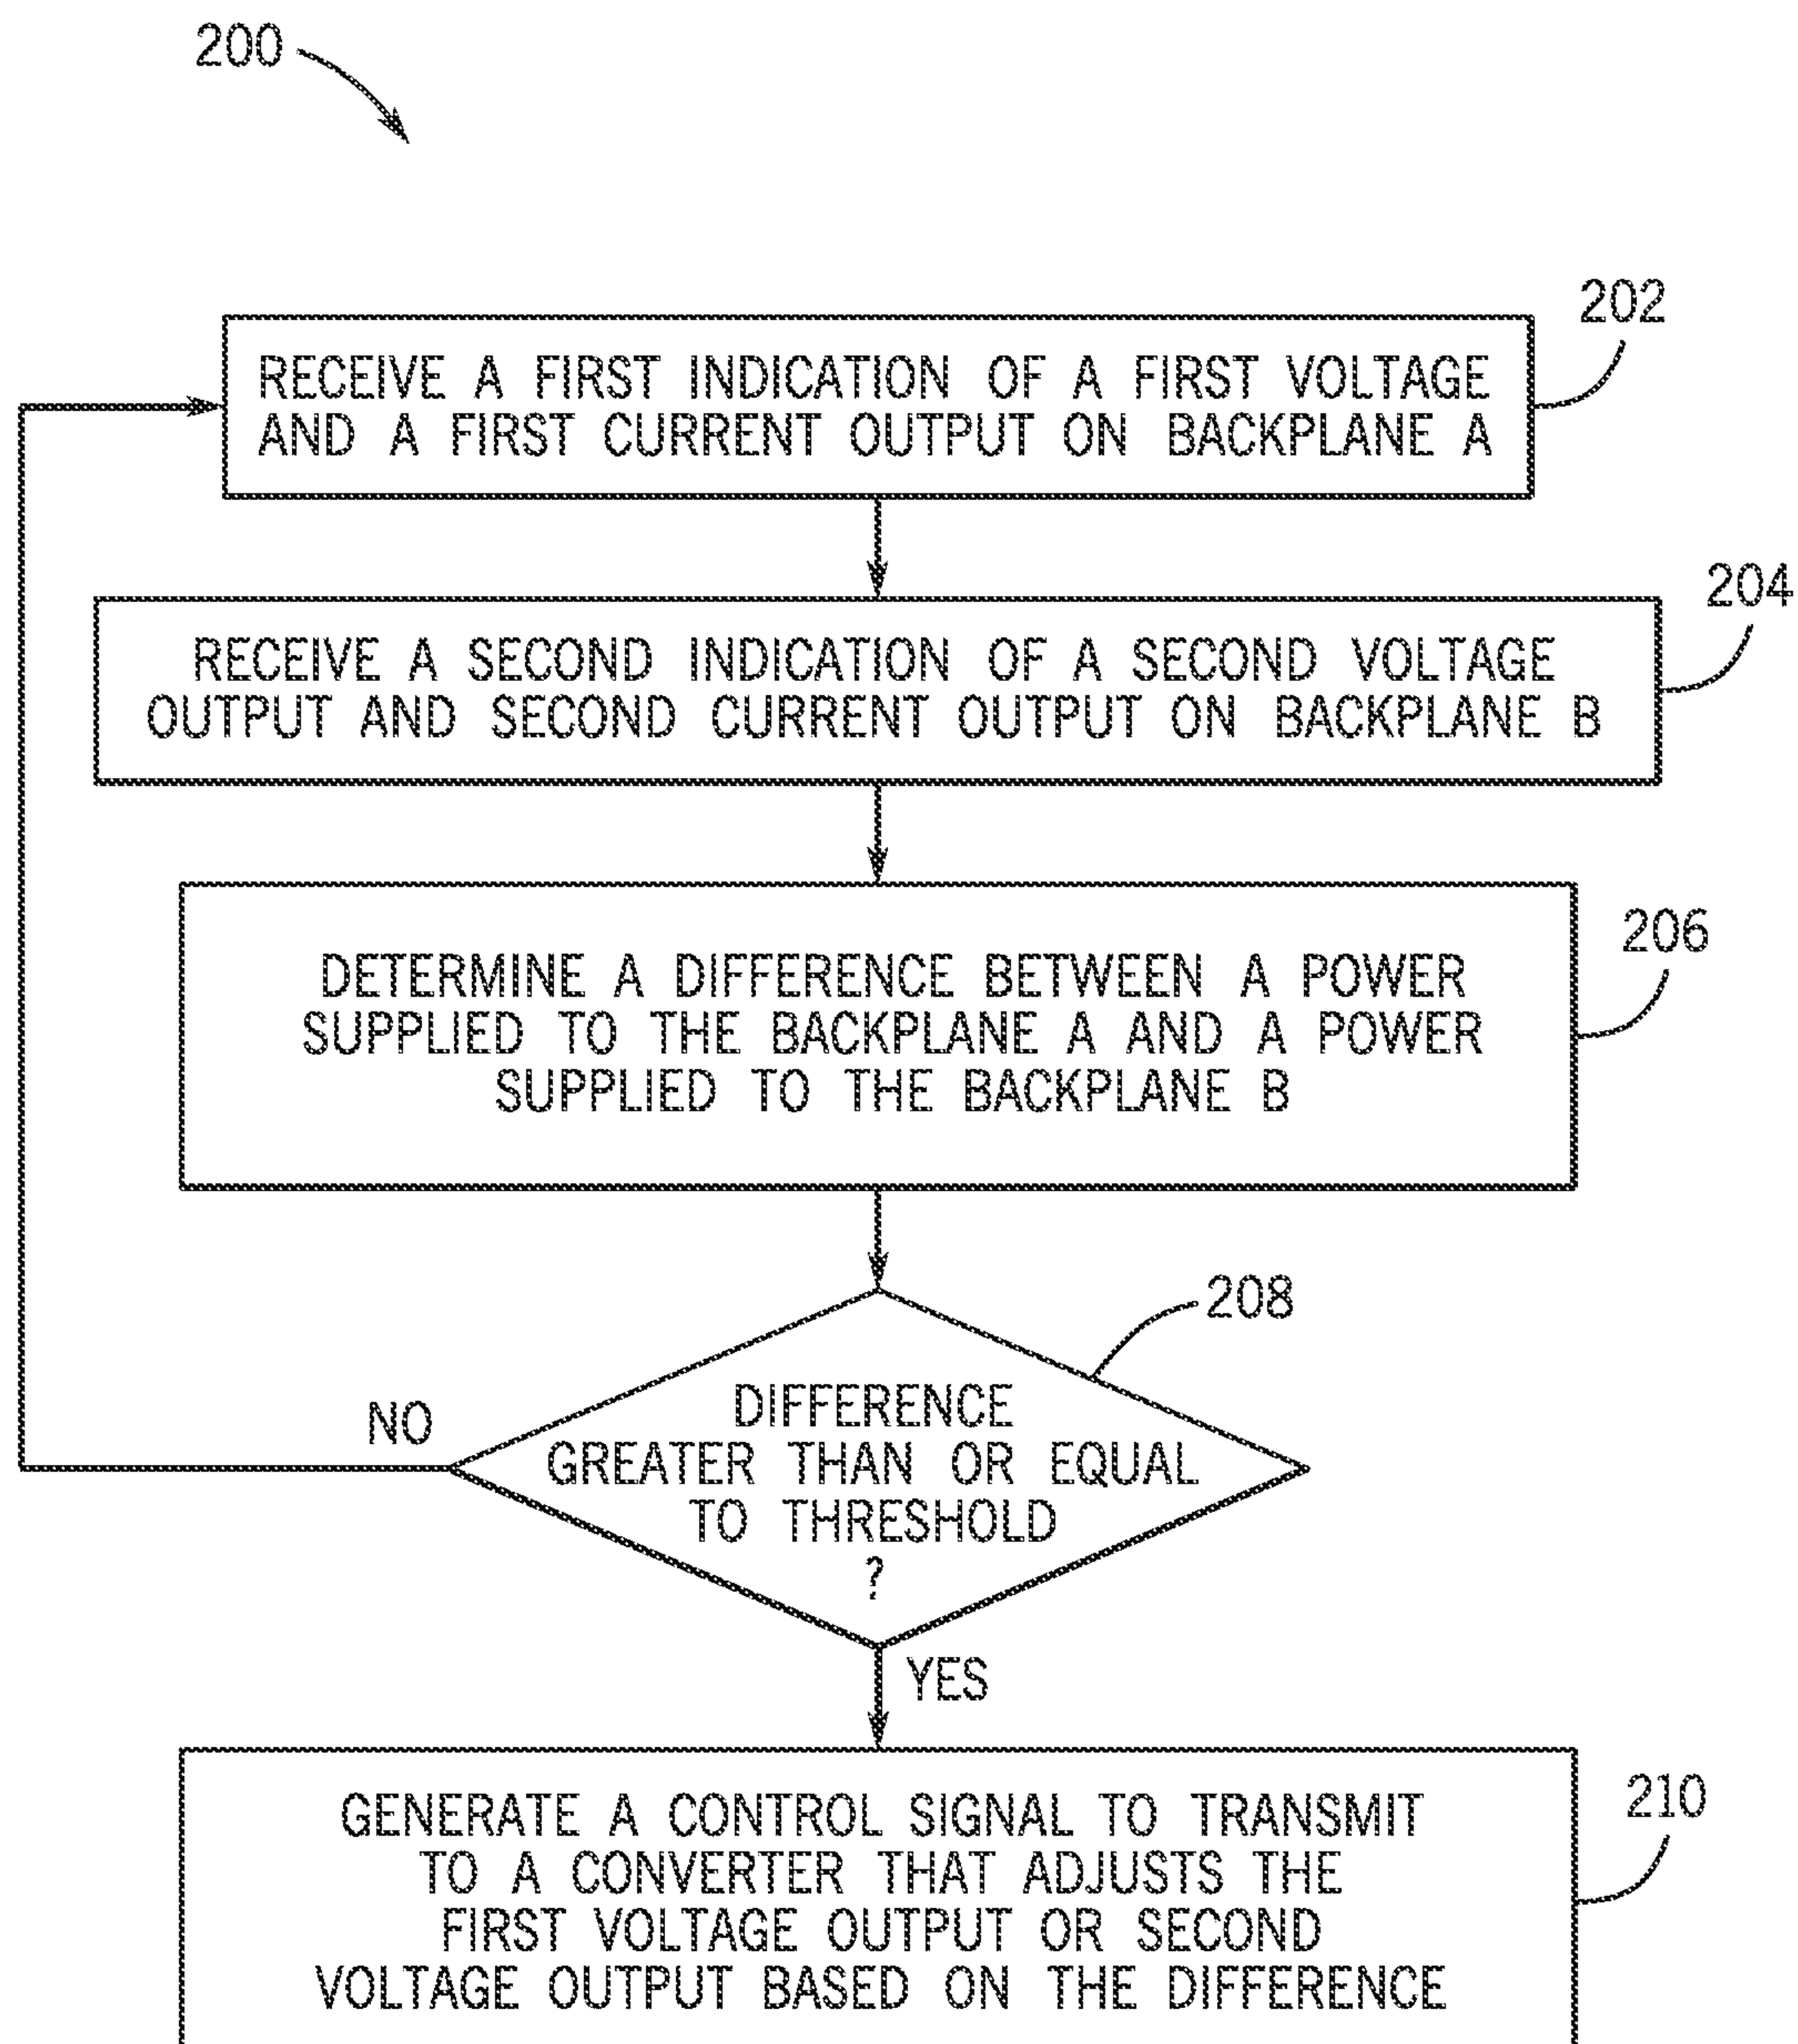 200
202
RECEIVE A FIRST INDICATION OF A FIRST VOLTAGE
AND A FIRST CURRENT OUTPUT ON BACKPLANE A
204
RECEIVE A SECOND INDICATION OF A SECOND VOLTAGE
OUTPUT AND SECOND CURRENT OUTPUT ON BACKPLANE B
206
DETERMINE A DIFFERENCE BETWEEN A POWER
SUPPLIED TO THE BACKPLANE A AND A POWER
SUPPLIED TO THE BACKPLANE B
208
DIFFERENCE
GREATER THAN OR EQUAL
TO THRESHOLD
?
NO
YES
210
GENERATE A CONTROL SIGNAL TO TRANSMIT
TO A CONVERTER THAT ADJUSTS THE
FIRST VOLTAGE OUTPUT OR SECOND
VOLTAGE OUTPUT BASED ON THE DIFFERENCE